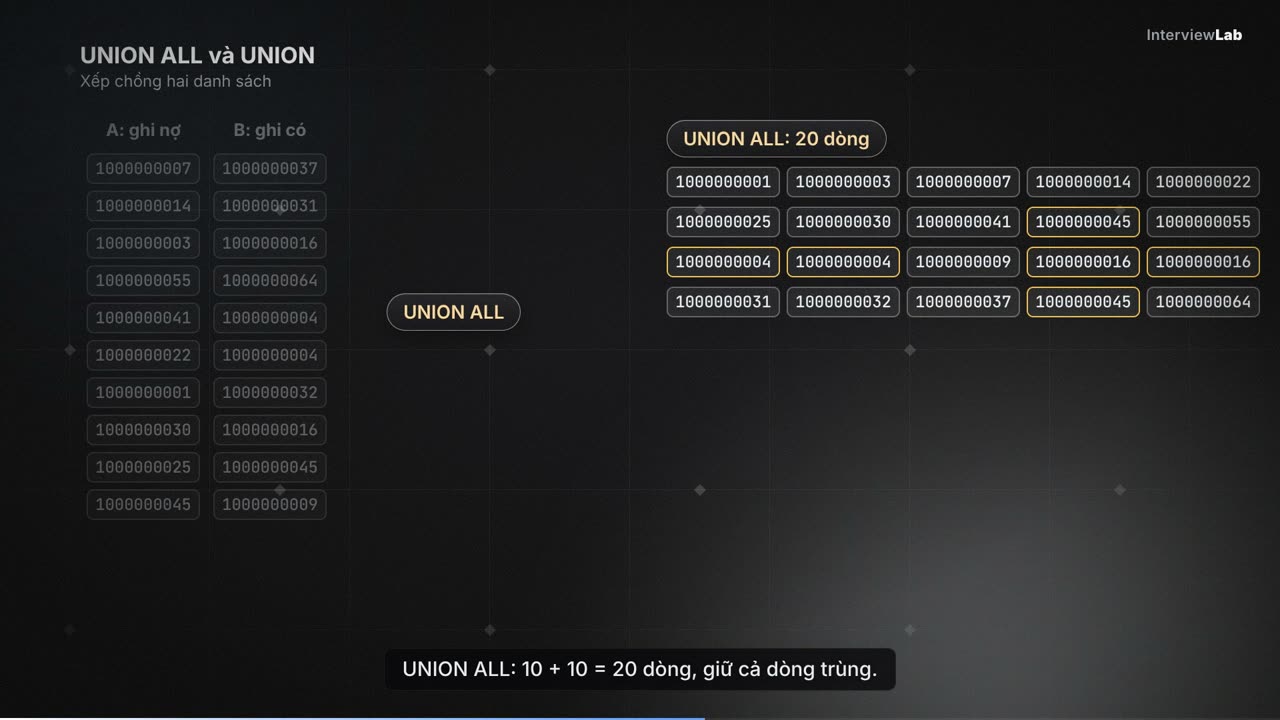 InterviewLab
UNION ALL và UNION
Xếp chồng hai danh sách
A: ghi nợ B: ghi có
1000000007 1000000037
1000000014 1000000031
1000000003 1000000016
1000000055 1000000064
1000000041 1000000004
1000000022 1000000004
1000000001 1000000032
1000000030 1000000016
1000000025 1000000045
1000000045 1000000009
UNION ALL
UNION ALL: 20 dòng
1000000001 1000000003 1000000007 1000000014 1000000022
1000000025 1000000030 1000000041 1000000045 1000000055
1000000004 1000000004 1000000009 1000000016 1000000016
1000000031 1000000032 1000000037 1000000045 1000000064
UNION ALL: 10 + 10 = 20 dòng, giữ cả dòng trùng.